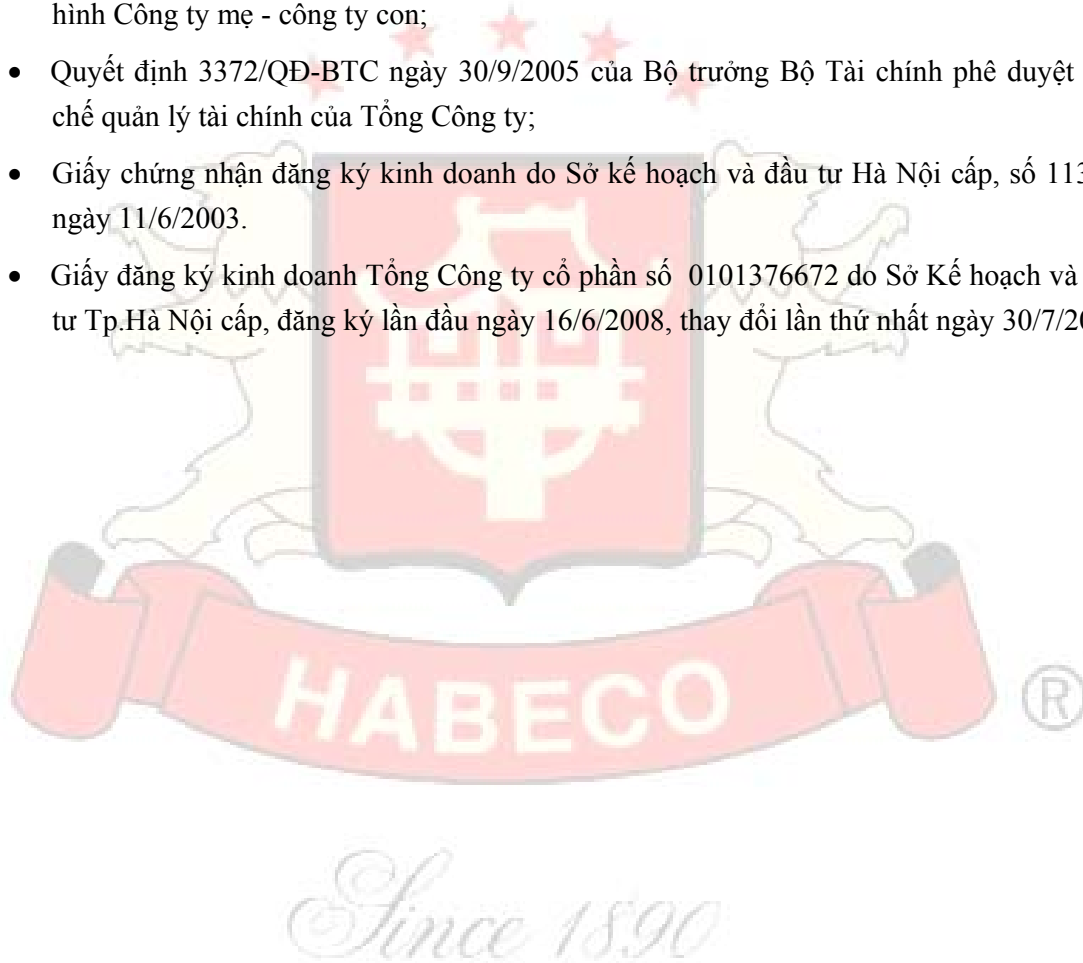 hình Công ty mẹ - công ty con;
• Quyết định 3372/QĐ-BTC ngày 30/9/2005 của Bộ trưởng Bộ Tài chính phê duyệt
chế quản lý tài chính của Tổng Công ty;
• Giấy chứng nhận đăng ký kinh doanh do Sở kế hoạch và đầu tư Hà Nội cấp, số 113
ngày 11/6/2003.
• Giấy đăng ký kinh doanh Tổng Công ty cổ phần số 0101376672 do Sở Kế hoạch và
tư Tp.Hà Nội cấp, đăng ký lần đầu ngày 16/6/2008, thay đổi lần thứ nhất ngày 30/7/20
HABECO ®
Since 1890